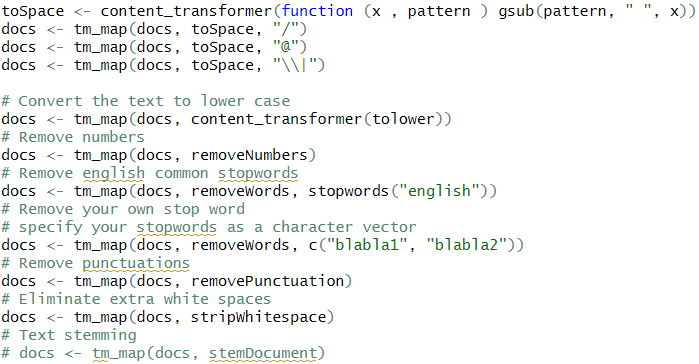 toSpace <- content_transformer(function (x , pattern ) gsub(pattern, " ", x))
docs <- tm_map(docs, toSpace, "/")
docs <- tm_map(docs, toSpace, "@")
docs <- tm_map(docs, toSpace, "\\|")

# Convert the text to lower case
docs <- tm_map(docs, content_transformer(tolower))
# Remove numbers
docs <- tm_map(docs, removeNumbers)
# Remove english common stopwords
docs <- tm_map(docs, removeWords, stopwords("english"))
# Remove your own stop word
# specify your stopwords as a character vector
docs <- tm_map(docs, removeWords, c("blabla1", "blabla2"))
# Remove punctuations
docs <- tm_map(docs, removePunctuation)
# Eliminate extra white spaces
docs <- tm_map(docs, stripWhitespace)
# Text stemming
# docs <- tm_map(docs, stemDocument)